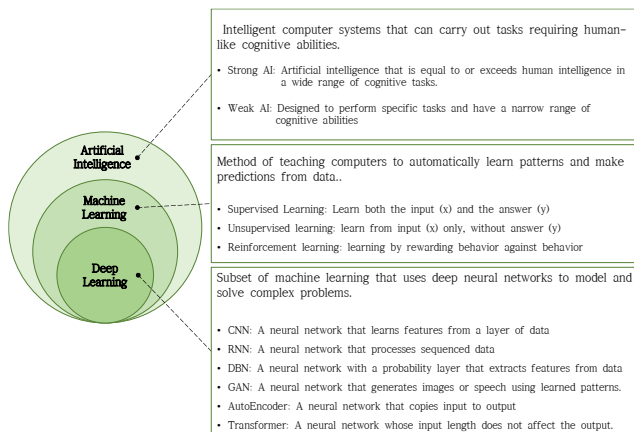 Intelligent computer systems that can carry out tasks requiring human-
like cognitive abilities.
• Strong AI: Artificial intelligence that is equal to or exceeds human intelligence in
a wide range of cognitive tasks.
• Weak AI: Designed to perform specific tasks and have a narrow range of
cognitive abilities
Artificial
Intelligence
Method of teaching computers to automatically learn patterns and make
predictions from data..
• Supervised Learning: Learn both the input (x) and the answer (y)
• Unsupervised learning: learn from input (x) only, without answer (y)
• Reinforcement learning: learning by rewarding behavior against behavior
Machine
Learning
Deep
Learning
Subset of machine learning that uses deep neural networks to model and
solve complex problems.
• CNN: A neural network that learns features from a layer of data
• RNN: A neural network that processes sequenced data
• DBN: A neural network with a probability layer that extracts features from data
• GAN: A neural network that generates images or speech using learned patterns.
• AutoEncoder: A neural network that copies input to output
• Transformer: A neural network whose input length does not affect the output.